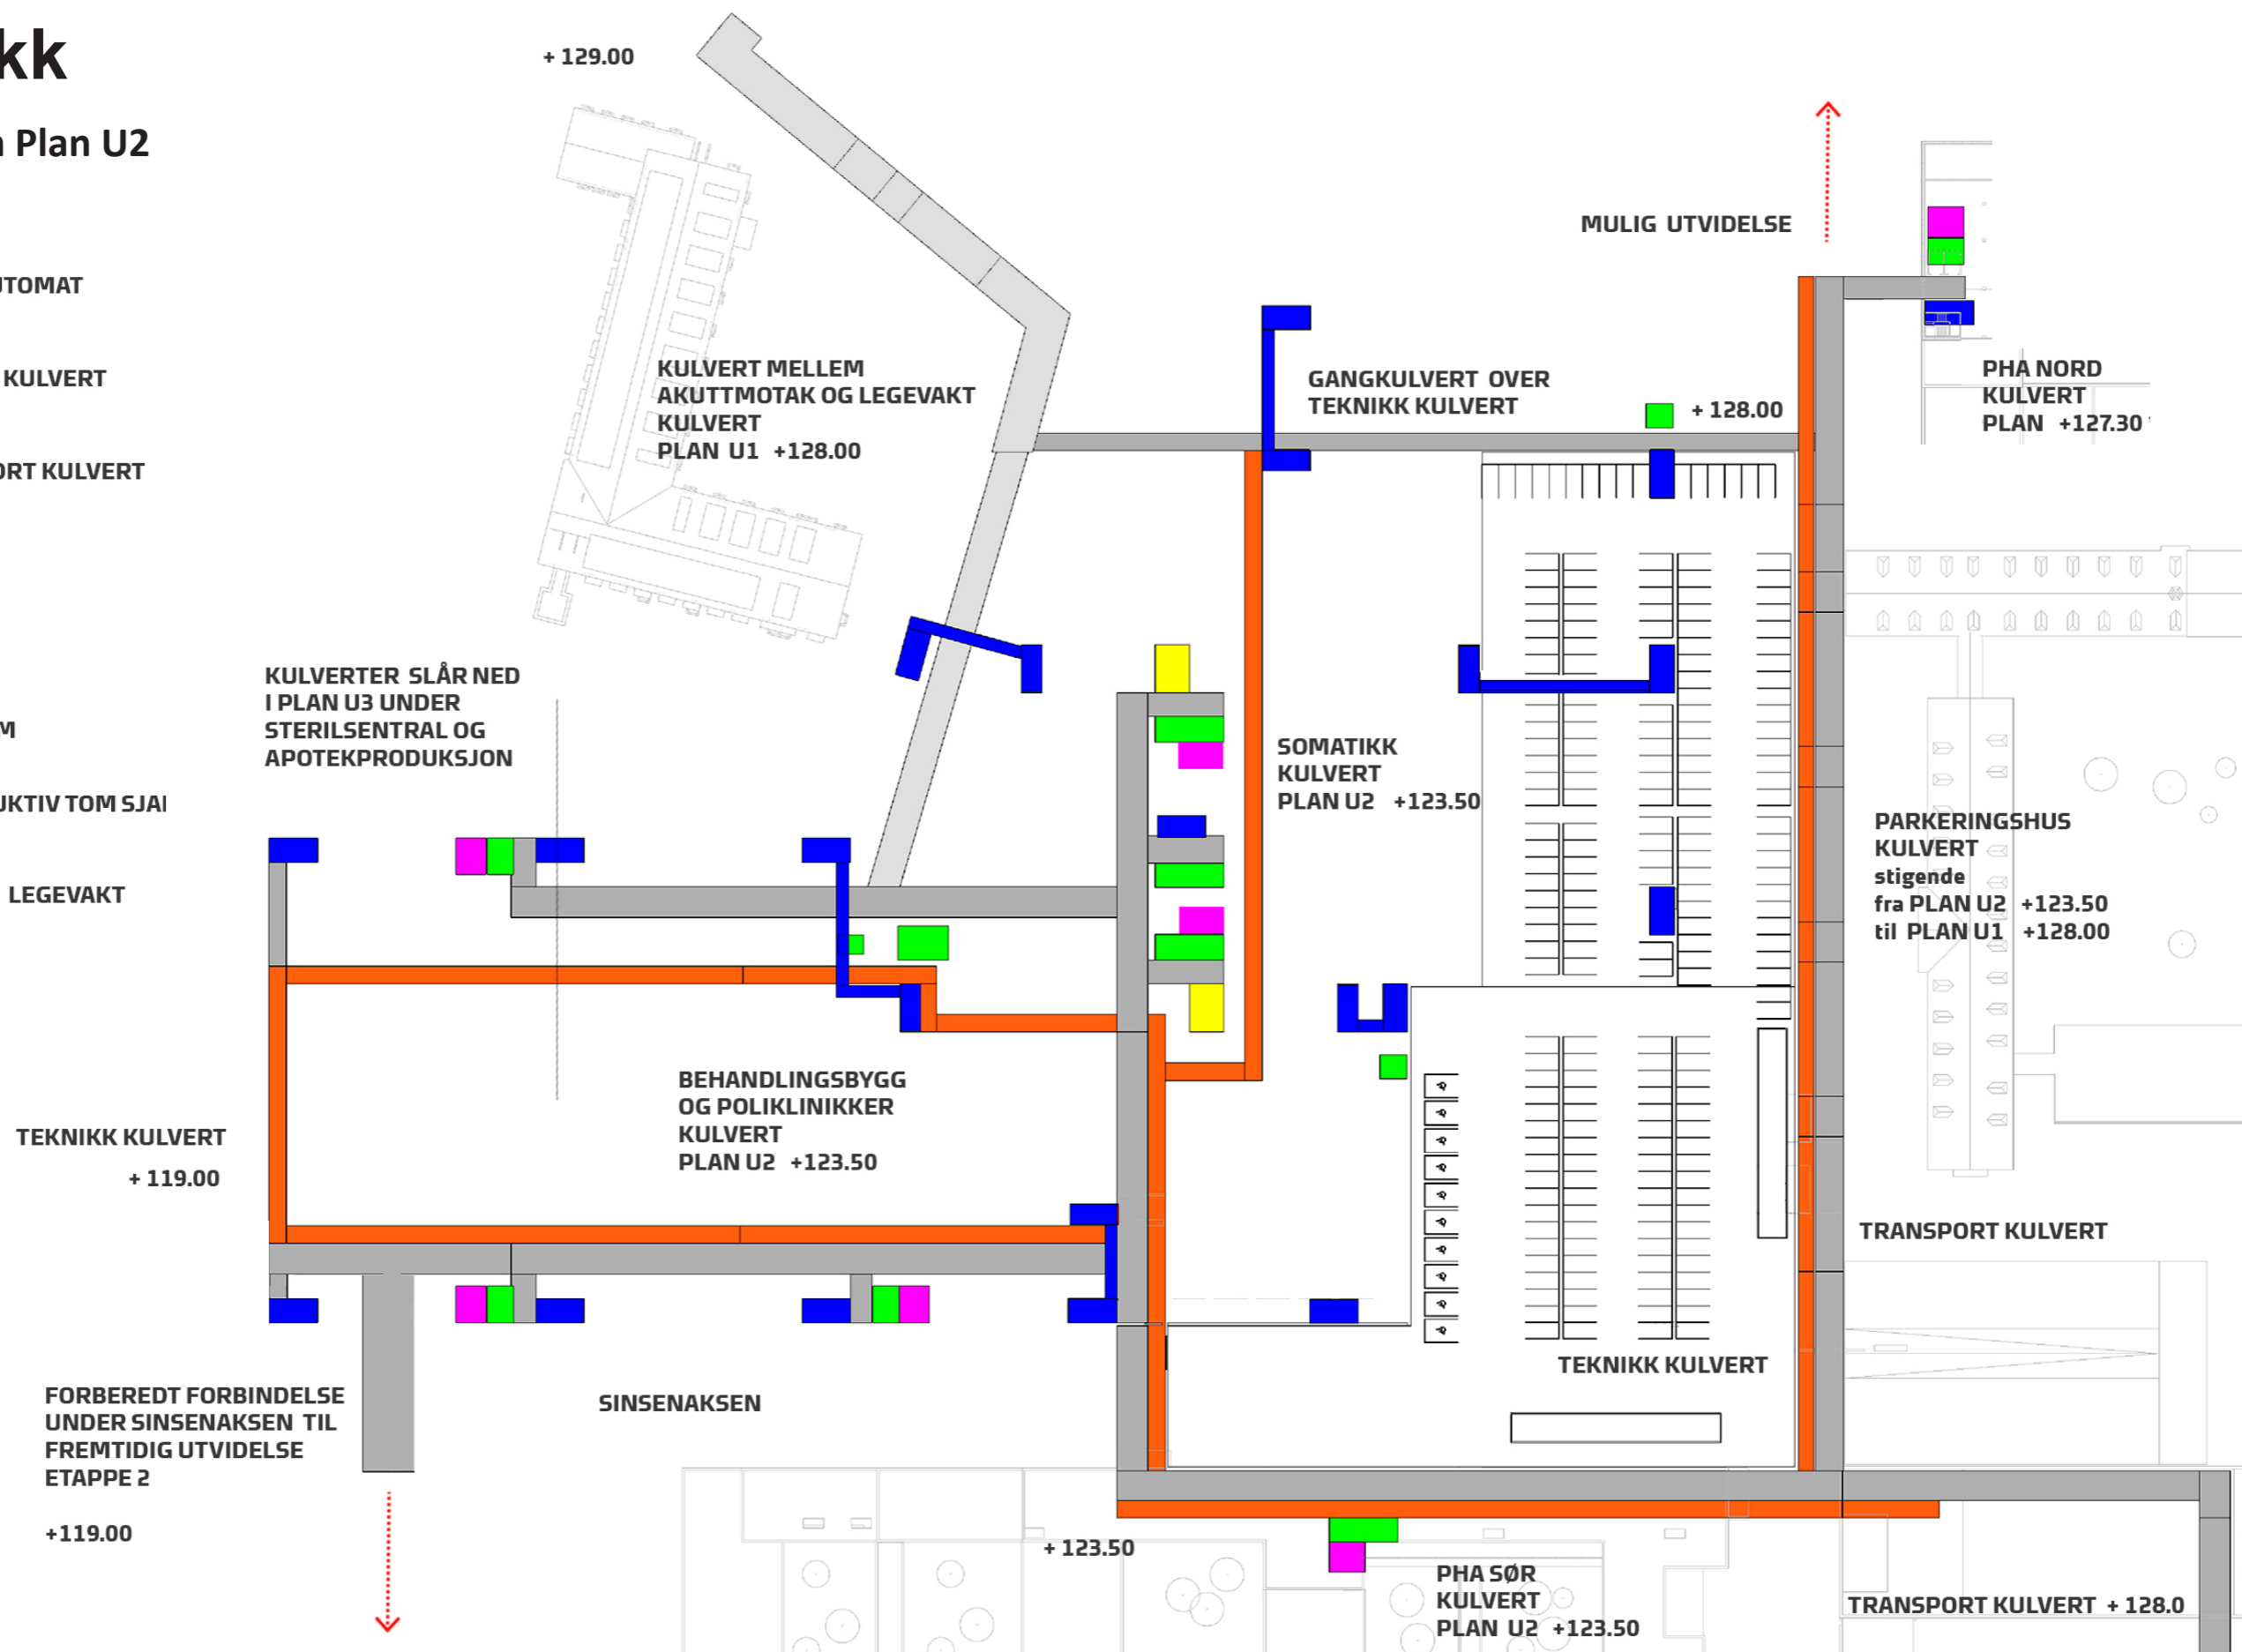 kk
Plan U2
+ 129.00
MULIG UTVIDELSE
UTOMAT
KULVERT
ORT KULVERT
M
UKTIV TOM SJAI
LEGEVAKT
KULVERT MELLEM
AKUTTMOTAK OG LEGEVAKT
KULVERT
PLAN U1 +128.00
GANGKULVERT OVER
TEKNIKK KULVERT
+ 128.00
PHA NORD
KULVERT
PLAN +127.30
KULVERTER SLÅR NED
I PLAN U3 UNDER
STERILSENTRAL OG
APOTEKPRODUKSJON
SOMATIKK
KULVERT
PLAN U2 +123.50
PARKERINGSHUS
KULVERT
stigende
fra PLAN U2 +123.50
til PLAN U1 +128.00
BEHANDLINGSBYGG
OG POLIKLINIKKER
KULVERT
PLAN U2 +123.50
TEKNIKK KULVERT
+ 119.00
TRANSPORT KULVERT
TEKNIKK KULVERT
FORBEREDT FORBINDELSE
UNDER SINSENAKSEN TIL
FREMTIDIG UTVIDELSE
ETAPPE 2
+119.00
SINSENAKSEN
+ 123.50
PHA SØR
KULVERT
PLAN U2 +123.50
TRANSPORT KULVERT + 128.0